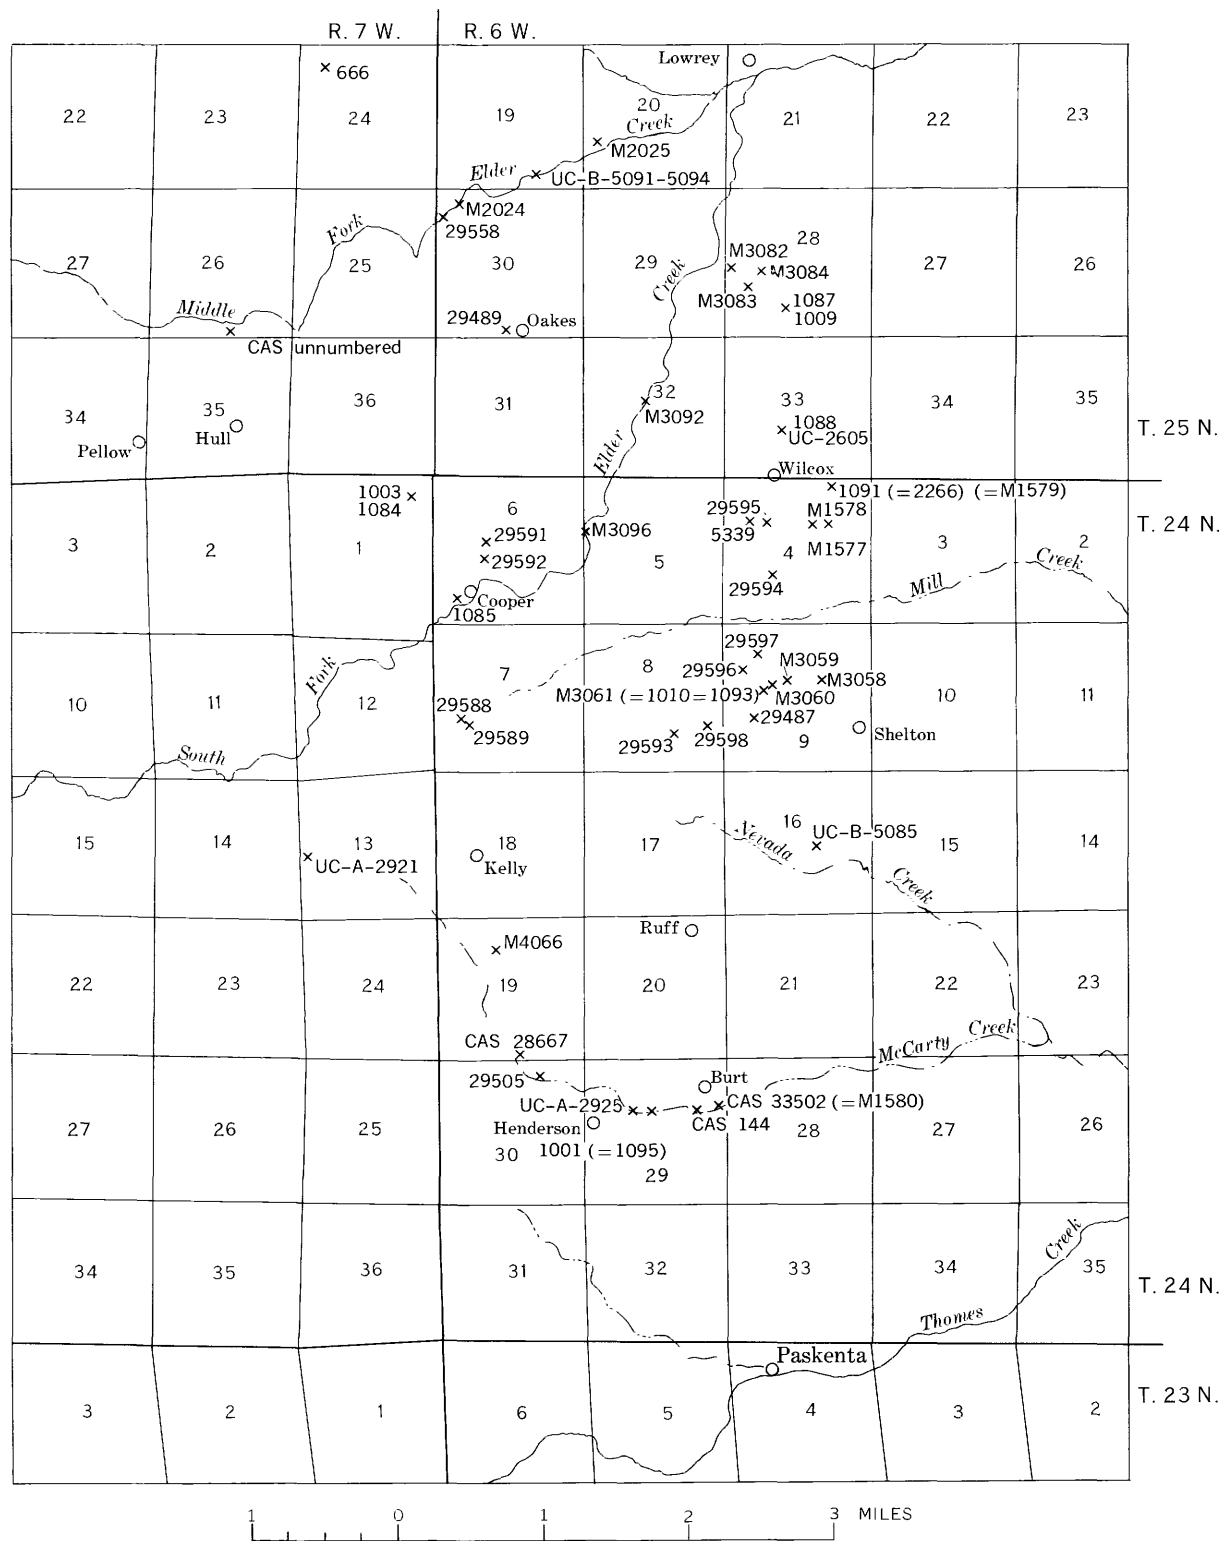 R. 7 W. R. 6 W.
Lowrey
666
22 23 24 19 20 21 22 23
Creek
M2025
Elder
UC-B-5091-5094
M2024
29558
Fork
27 26 25 30 29 28 27 26
M3082
M3084
M3083
Creek
1087
1009
Middle
29489 Oakes
CAS unnumbered
34 35 36 31 32 33 34 35
M3092
1088
UC-2605
Pellow Hull
T. 25 N.
Elder
Wilcox
1003
1084
1091 (=2266) (=M1579)
T. 24 N.
3 2 1 6 5 4 3 2
29591
29592
M3096
29595
5339
M1578
M1577
29594
Creek
Mill
Cooper
1085
10 11 12 7 8 9 10 11
29597
M3059
29596
M3058
M3061 (=1010=1093)
M3060
29487
Fork
29588
29589
29593
29598
Shelton
South
15 14 13 18 17 16 15 14
UC-B-5085
Nevada
UC-A-2921
Kelly
Creek
Ruff
M4066
22 23 24 19 20 21 22 23
CAS 28667
McCarty Creek
29505
Burt
UC-A-2925
CAS 33502 (=M1580)
Henderson
CAS 144
27 26 25 30 29 28 27 26
1001 (=1095)
34 35 36 31 32 33 34 35
Creek
T. 24 N.
Thomes
Paskenta
T. 23 N.
3 2 1 6 5 4 3 2
1 0 1 2 3 MILES